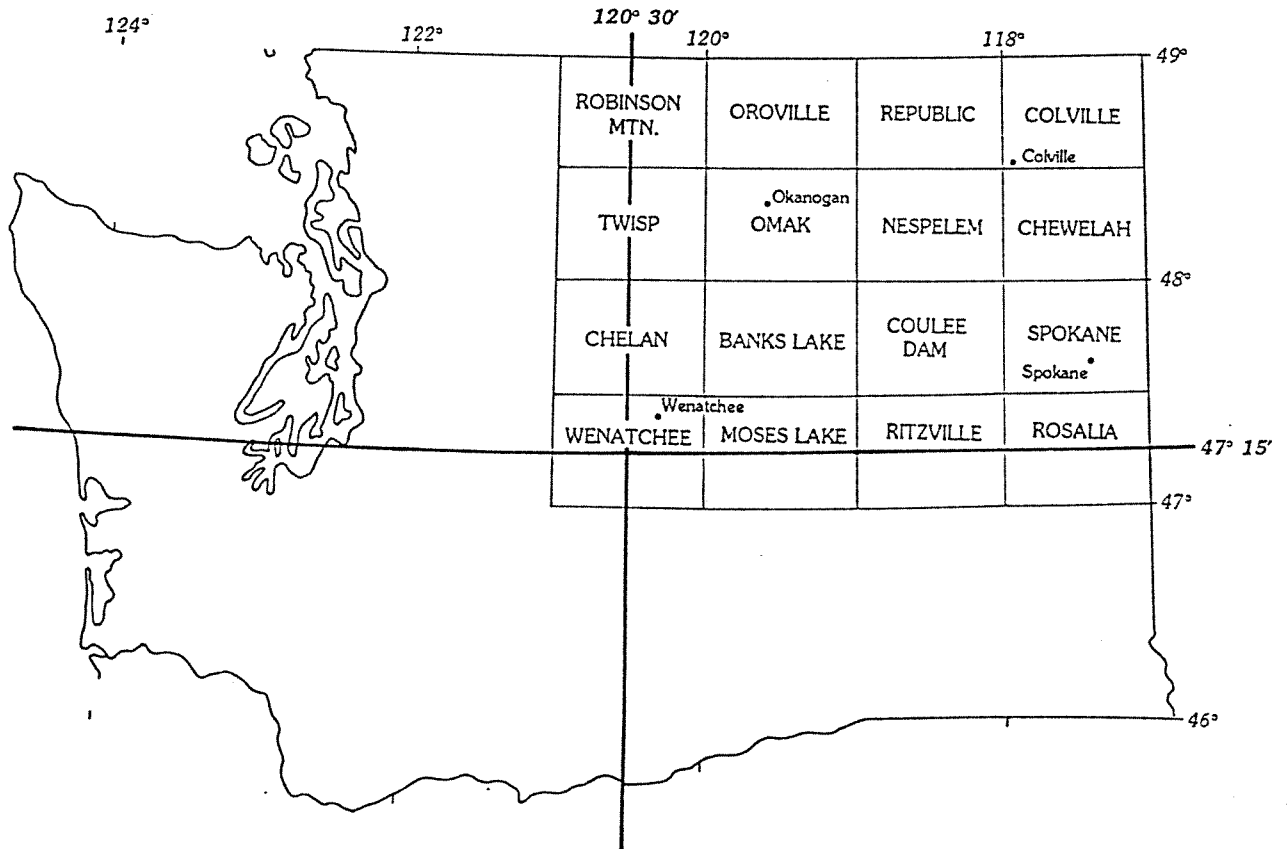 120° 30'
124°
122°
120°
118°
49°
ROBINSON
MTN.
OROVILLE
REPUBLIC
COLVILLE
Colville
TWISP
Okanogan
OMAK
NESPELEM
CHEWELAH
48°
CHELAN
BANKS LAKE
COULEE
DAM
SPOKANE
Spokane
Wenatchee
WENATCHEE
MOSES LAKE
RITZVILLE
ROSALIA
47° 15'
47°
46°